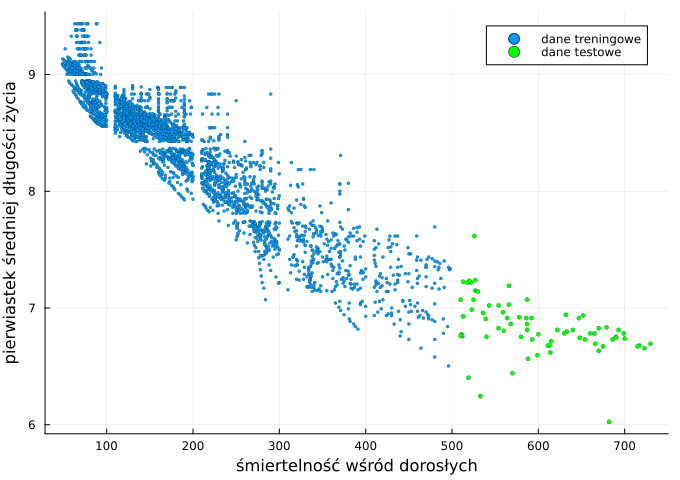 dane treningowe
dane testowe
pierwiastek średniej długości życia
9
8
7
6
100 200 300 400 500 600 700
śmiertelność wśród dorosłych